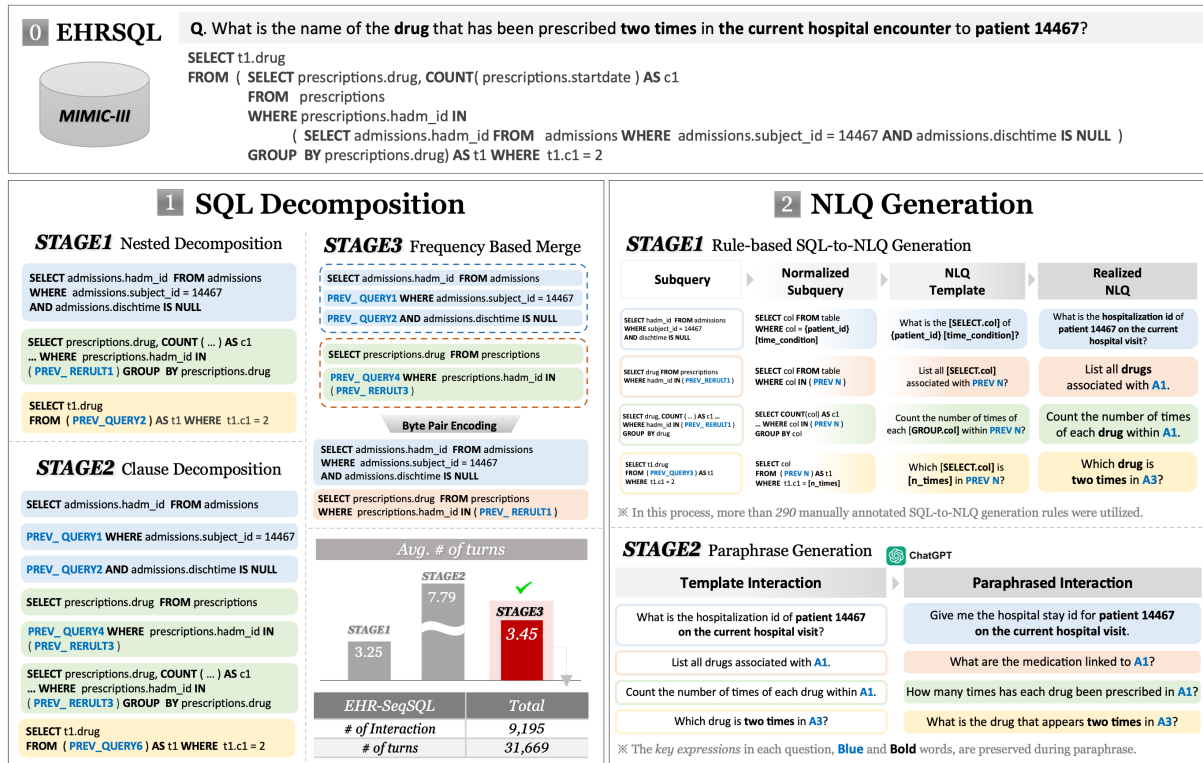 0 EHRSQL
Q. What is the name of the drug that has been prescribed two times in the current hospital encounter to patient 14467?
MIMIC-III
SELECT t1.drug
FROM ( SELECT prescriptions.drug, COUNT( prescriptions.startdate ) AS c1
FROM prescriptions
WHERE prescriptions.hadm_id IN
( SELECT admissions.hadm_id FROM admissions WHERE admissions.subject_id = 14467 AND admissions.dischtime IS NULL )
GROUP BY prescriptions.drug) AS t1 WHERE t1.c1 = 2
1 SQL Decomposition
STAGE1 Nested Decomposition
SELECT admissions.hadm_id FROM admissions
WHERE admissions.subject_id = 14467
AND admissions.dischtime IS NULL
SELECT prescriptions.drug, COUNT ( ... ) AS c1
... WHERE prescriptions.hadm_id IN
( PREV_ RERULT1 ) GROUP BY prescriptions.drug
SELECT t1.drug
FROM ( PREV_QUERY2 ) AS t1 WHERE t1.c1 = 2
STAGE2 Clause Decomposition
SELECT admissions.hadm_id FROM admissions
PREV_ QUERY1 WHERE admissions.subject_id = 14467
PREV_ QUERY2 AND admissions.dischtime IS NULL
SELECT prescriptions.drug FROM prescriptions
PREV_ QUERY4 WHERE prescriptions.hadm_id IN
( PREV_ RERULT3 )
SELECT prescriptions.drug, COUNT ( ... ) AS c1
... WHERE prescriptions.hadm_id IN
( PREV_ RERULT3 ) GROUP BY prescriptions.drug
SELECT t1.drug
FROM ( PREV_QUERY6 ) AS t1 WHERE t1.c1 = 2
STAGE3 Frequency Based Merge
SELECT admissions.hadm_id FROM admissions
PREV_ QUERY1 WHERE admissions.subject_id = 14467
PREV_ QUERY2 AND admissions.dischtime IS NULL
SELECT prescriptions.drug FROM prescriptions
PREV_ QUERY4 WHERE prescriptions.hadm_id IN
( PREV_ RERULT3 )
Byte Pair Encoding
SELECT admissions.hadm_id FROM admissions
WHERE admissions.subject_id = 14467
AND admissions.dischtime IS NULL
SELECT prescriptions.drug FROM prescriptions
WHERE prescriptions.hadm_id IN ( PREV_ RERULT1 )
Avg. # of turns
STAGE1
3.25
STAGE2
7.79
STAGE3
3.45
EHR-SeqSQL Total
# of Interaction 9,195
# of turns 31,669
2 NLQ Generation
STAGE1 Rule-based SQL-to-NLQ Generation
Subquery
Normalized
Subquery
NLQ
Template
Realized
NLQ
SELECT hadm_id FROM admissions
WHERE subject_id = 14467
AND dischtime IS NULL
SELECT col FROM table
WHERE col = {patient_id}
[time_condition]
What is the [SELECT.col] of
{patient_id} [time_condition]?
What is the hospitalization id of
patient 14467 on the current
hospital visit?
SELECT drug FROM prescriptions
WHERE hadm_id IN ( PREV_RERULT1 )
SELECT col FROM table
WHERE col IN ( PREV N )
List all [SELECT.col]
associated with PREV N?
List all drugs
associated with A1.
SELECT drug, COUNT ( ... ) AS c1 ...
WHERE hadm_id IN ( PREV_RERULT1 )
GROUP BY drug
SELECT COUNT(col) AS c1
... WHERE col IN ( PREV N )
GROUP BY col
Count the number of times of
each [GROUP.col] within PREV N?
Count the number of times
of each drug within A1.
SELECT t1.drug
FROM ( PREV_QUERY3 ) AS t1
WHERE t1.c1 = 2
SELECT col
FROM ( PREV N ) AS t1
WHERE t1.c1 = [n_times]
Which [SELECT.col] is
[n_times] in PREV N?
Which drug is
two times in A3?
※ In this process, more than 290 manually annotated SQL-to-NLQ generation rules were utilized.
STAGE2 Paraphrase Generation
ChatGPT
Template Interaction
Paraphrased Interaction
What is the hospitalization id of patient 14467
on the current hospital visit?
Give me the hospital stay id for patient 14467
on the current hospital visit.
List all drugs associated with A1.
What are the medication linked to A1?
Count the number of times of each drug within A1.
How many times has each drug been prescribed in A1?
Which drug is two times in A3?
What is the drug that appears two times in A3?
※ The key expressions in each question, Blue and Bold words, are preserved during paraphrase.